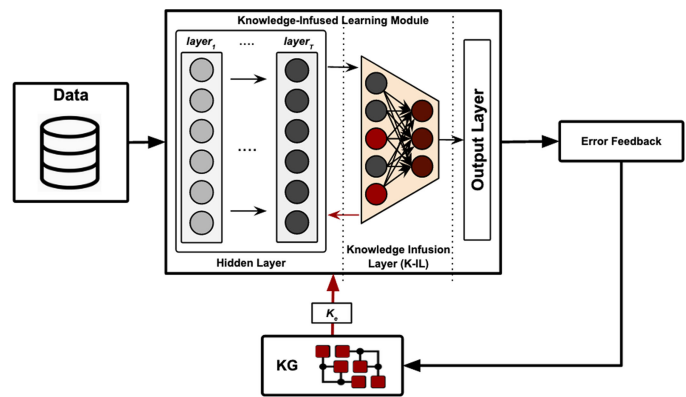 Knowledge-Infused Learning Module
layer1 .... layerT
Data
....
Output Layer
Error Feedback
Hidden Layer
Knowledge Infusion
Layer (K-IL)
Ke
KG